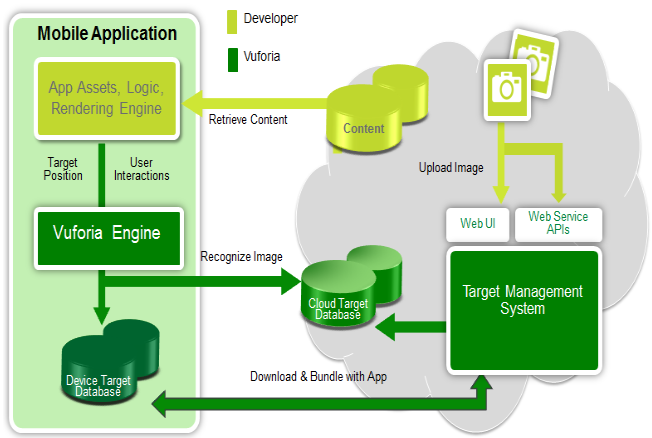 Developer
Vuforia
Mobile Application
App Assets, Logic,
Rendering Engine
Retrieve Content
Content
Target
Position
User
Interactions
Upload Image
Vuforia Engine
Web UI
Web Service
APIs
Recognize Image
Cloud Target
Database
Target Management
System
Device Target
Database
Download & Bundle with App